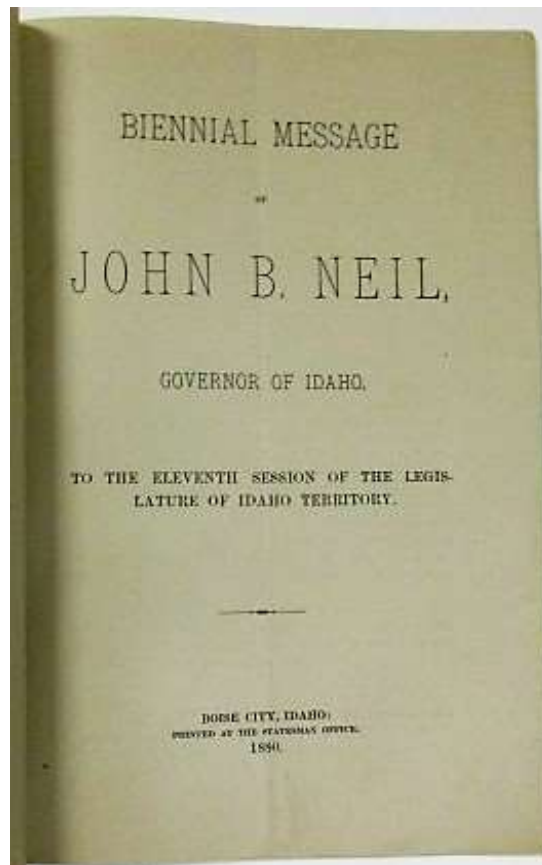 BIENNIAL MESSAGE
OF
JOHN B. NEIL,
GOVERNOR OF IDAHO,
TO THE ELEVENTH SESSION OF THE LEGIS-
LATURE OF IDAHO TERRITORY.
BOISE CITY, IDAHO:
PRINTED AT THE STATESMAN OFFICE.
1880.